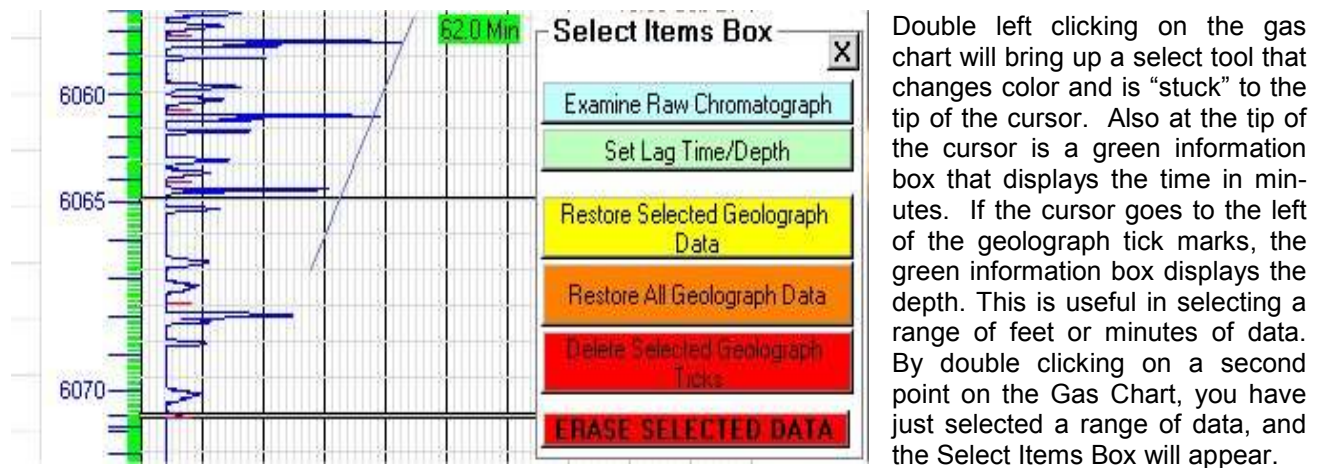 62.0 Min
Select Items Box
X
6060
6065
6070
Examine Raw Chromatograph
Set Lag Time/Depth
Restore Selected Geolograph
Data
Restore All Geolograph Data
Delete Selected Geolograph
Ticks
ERASE SELECTED DATA
Double left clicking on the gas
chart will bring up a select tool that
changes color and is “stuck” to the
tip of the cursor. Also at the tip of
the cursor is a green information
box that displays the time in min-
utes. If the cursor goes to the left
of the geolograph tick marks, the
green information box displays the
depth. This is useful in selecting a
range of feet or minutes of data.
By double clicking on a second
point on the Gas Chart, you have
just selected a range of data, and
the Select Items Box will appear.